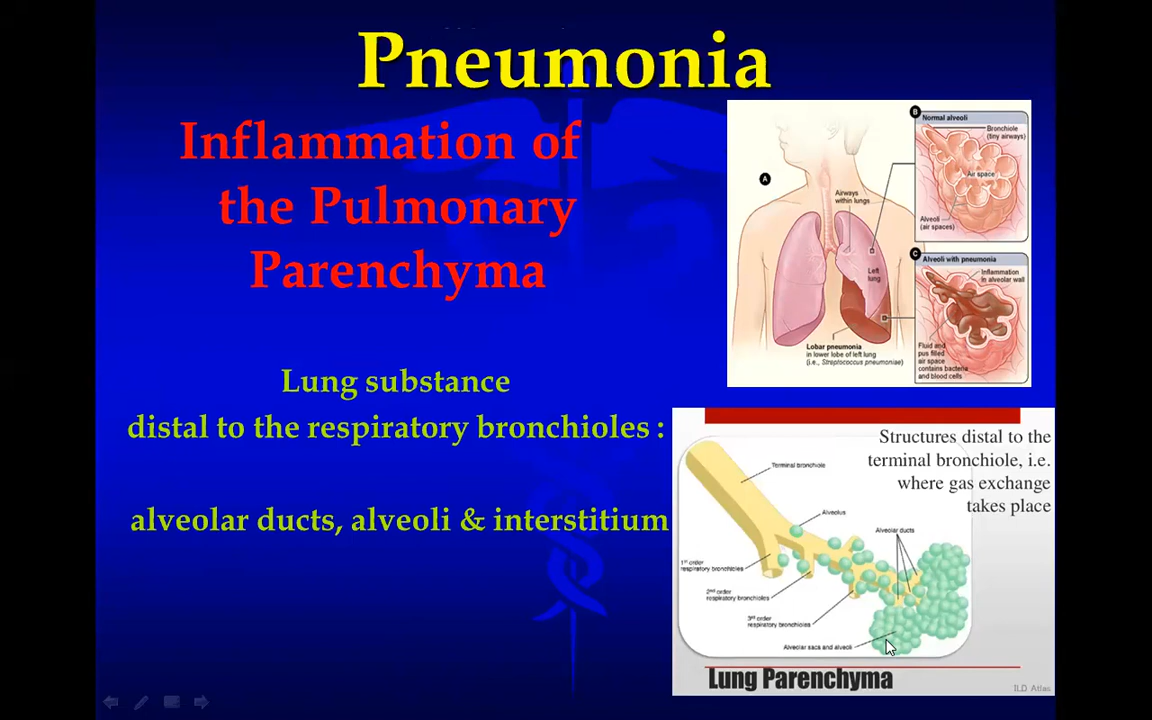 Pneumonia
Inflammation of
the Pulmonary
Parenchyma
Lung substance
distal to the respiratory bronchioles :
alveolar ducts, alveoli & interstitium
A
Airways
within lungs
Left
lung
Lobar pneumonia
in lower lobe of left lung
(i.e., Streptococcus pneumoniae)
B
Normal alveoli
Bronchiole
(tiny airways)
Air space
Alveoli
(air spaces)
C
Alveoli with pneumonia
Inflammation
in alveolar wall
Fluid and
pus filled
air space
contains bacteria
and blood cells
Structures distal to the
terminal bronchiole, i.e.
where gas exchange
takes place
Terminal bronchiole
Alveolus
Alveolar ducts
1st order
respiratory bronchioles
2nd order
respiratory bronchioles
3rd order
respiratory bronchioles
Alveolar sacs and alveoli
Lung Parenchyma
ILD Atlas